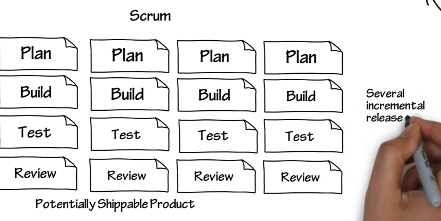 Scrum
Plan Plan Plan Plan
Build Build Build Build
Test Test Test Test
Review Review Review Review
Several
incremental
release
Potentially Shippable Product